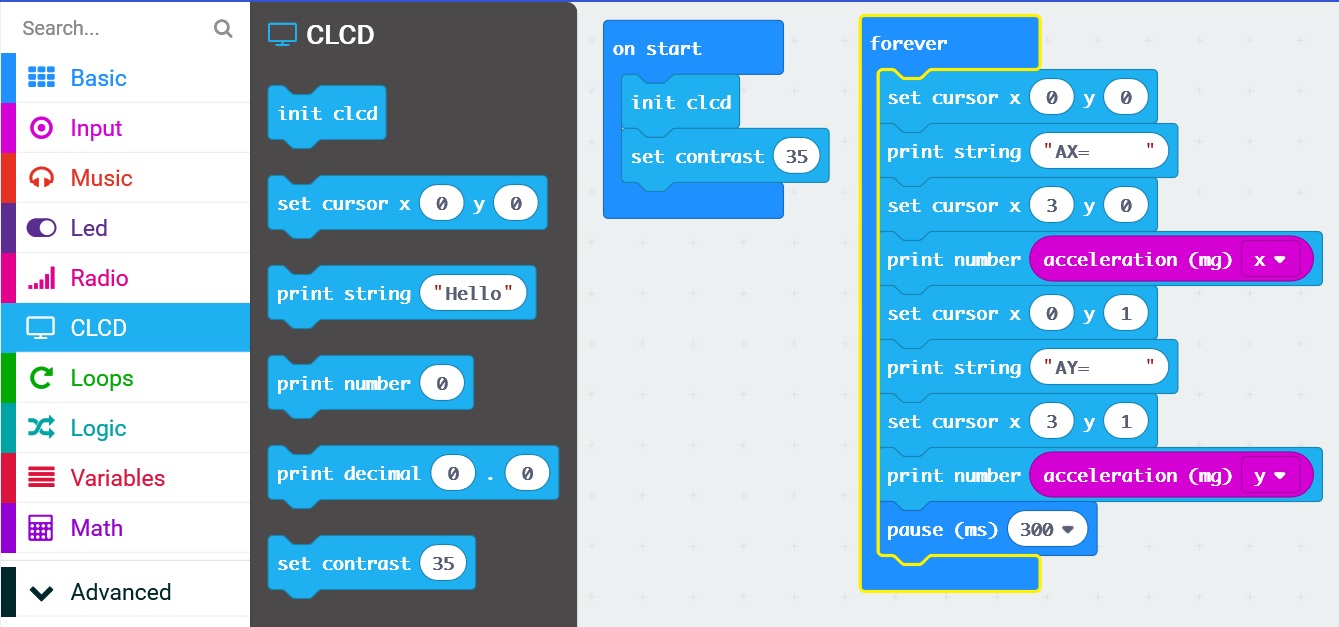 Search...
Basic
Input
Music
Led
Radio
CLCD
Loops
Logic
Variables
Math
Advanced
CLCD
init clcd
set cursor x 0 y 0
print string "Hello"
print number 0
print decimal 0 . 0
set contrast 35
on start
init clcd
set contrast 35
forever
set cursor x 0 y 0
print string "AX=      "
set cursor x 3 y 0
print number acceleration (mg) x
set cursor x 0 y 1
print string "AY=      "
set cursor x 3 y 1
print number acceleration (mg) y
pause (ms) 300